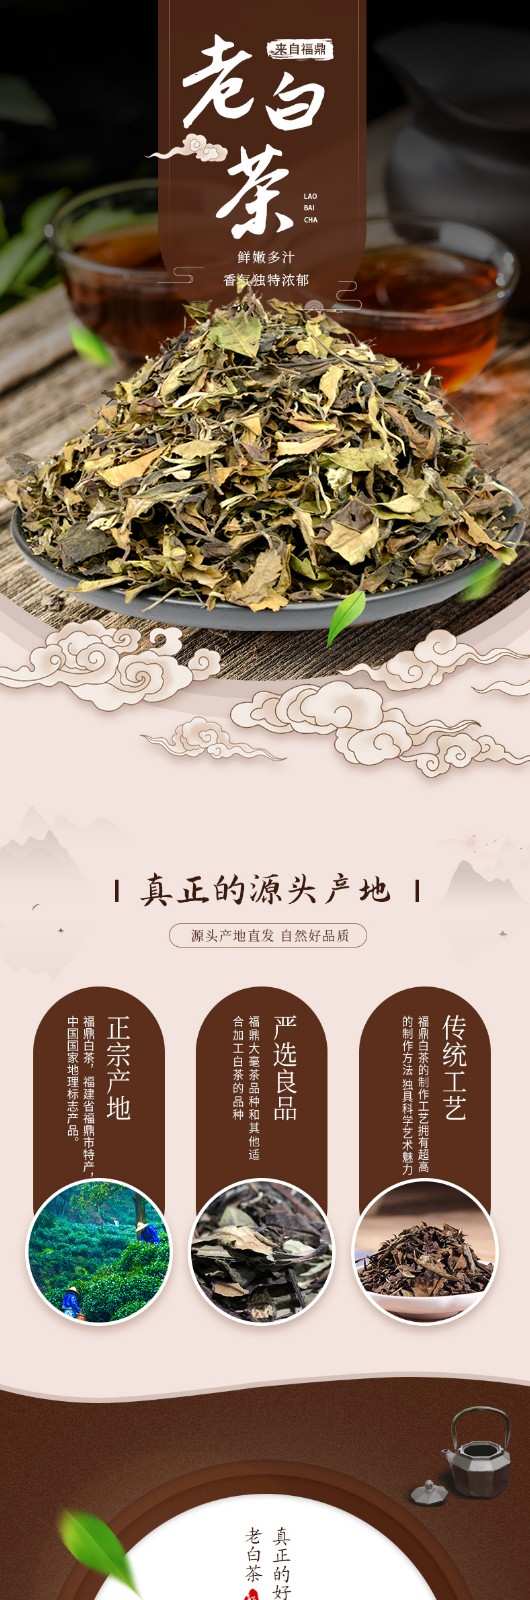 来自福鼎
老白茶
LAO
BAI
CHA
鲜嫩多汁
香气独特浓郁
真正的源头产地
源头产地直发 自然好品质
正宗产地
福鼎白茶，福建省福鼎市特产，
中国国家地理标志产品。
严选良品
福鼎大毫茶品种和其他适
合加工白茶的品种
传统工艺
福鼎白茶的制作工艺拥有超高
的制作方法 独具科学艺术魅力
真正的好
老白茶